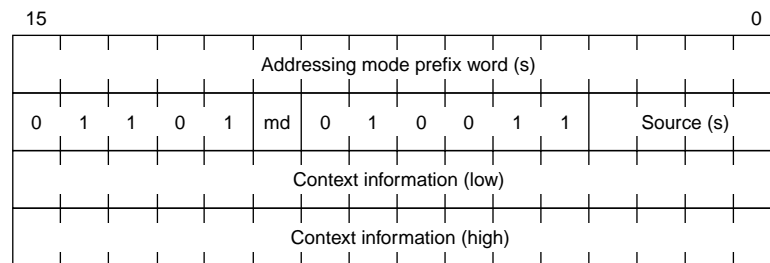 15 0
Addressing mode prefix word (s)
0 1 1 0 1 md 0 1 0 0 1 1 Source (s)
Context information (low)
Context information (high)